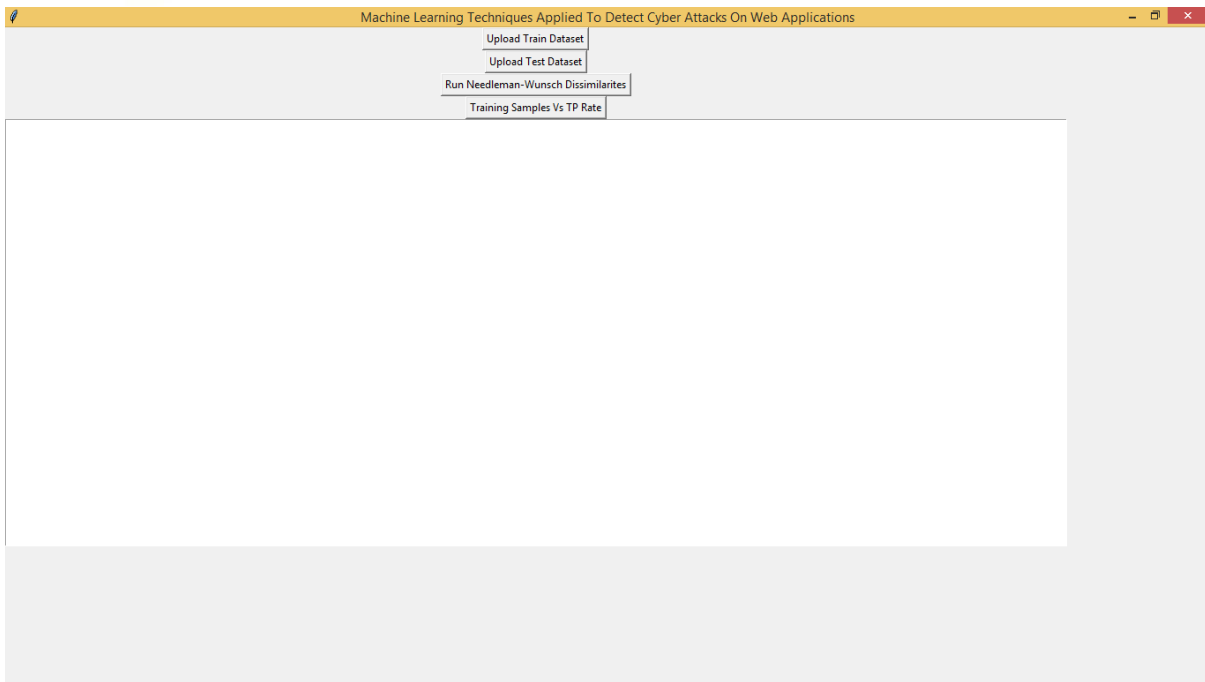 Machine Learning Techniques Applied To Detect Cyber Attacks On Web Applications
Upload Train Dataset
Upload Test Dataset
Run Needleman-Wunsch Dissimilarites
Training Samples Vs TP Rate